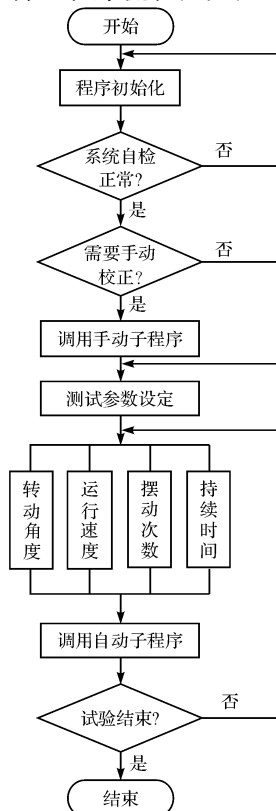 开始
程序初始化
系统自检
正常?
否
是
需要手动
校正?
否
是
调用手动子程序
测试参数设定
转动角度
运行速度
摆动次数
持续时间
调用自动子程序
试验结束?
否
是
结束